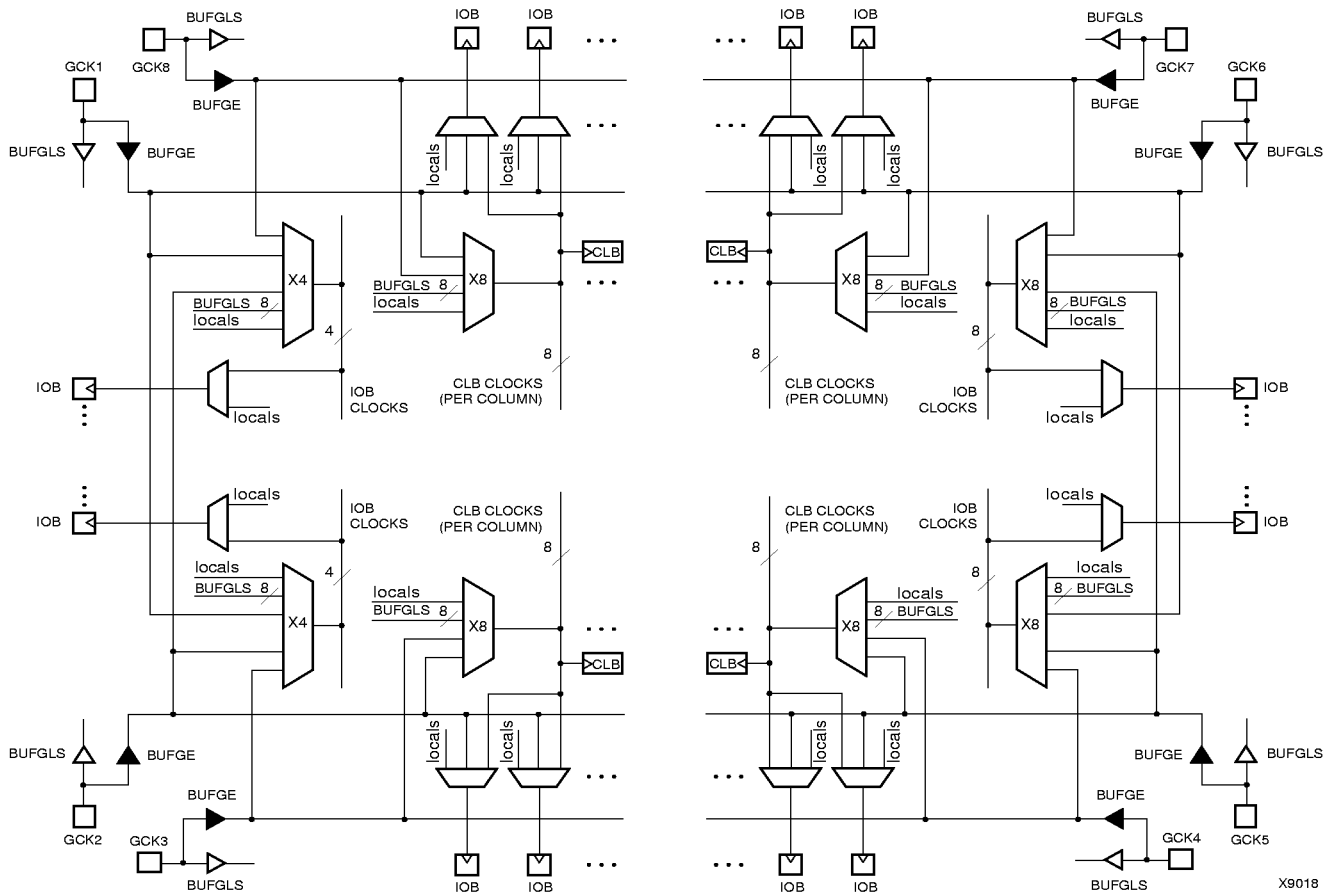 BUFGLS IOB IOB IOB IOB BUFGLS
GCK8 GCK7
GCK1 BUFGE BUFGE GCK6
BUFGLS BUFGE locals locals locals locals BUFGE BUFGLS
X4 BUFGLS 8 locals
BUFGLS 8 X8 CLB CLB X8 8 BUFGLS X8 8 BUFGLS
locals locals locals
4 8 8 8
IOB IOB CLOCKS CLB CLOCKS (PER COLUMN) CLB CLOCKS (PER COLUMN) IOB CLOCKS IOB
locals locals
locals locals
IOB IOB CLOCKS CLB CLOCKS (PER COLUMN) CLB CLOCKS (PER COLUMN) IOB CLOCKS IOB
8 8
locals 4 8 locals
BUFGLS 8 locals locals 8 BUFGLS
X4 BUFGLS 8 X8 X8 8 BUFGLS X8
CLB CLB
BUFGLS BUFGE locals locals locals locals BUFGE BUFGLS
GCK2 BUFGE BUFGE GCK5
GCK3 GCK4
BUFGLS IOB IOB IOB IOB BUFGLS
X9018